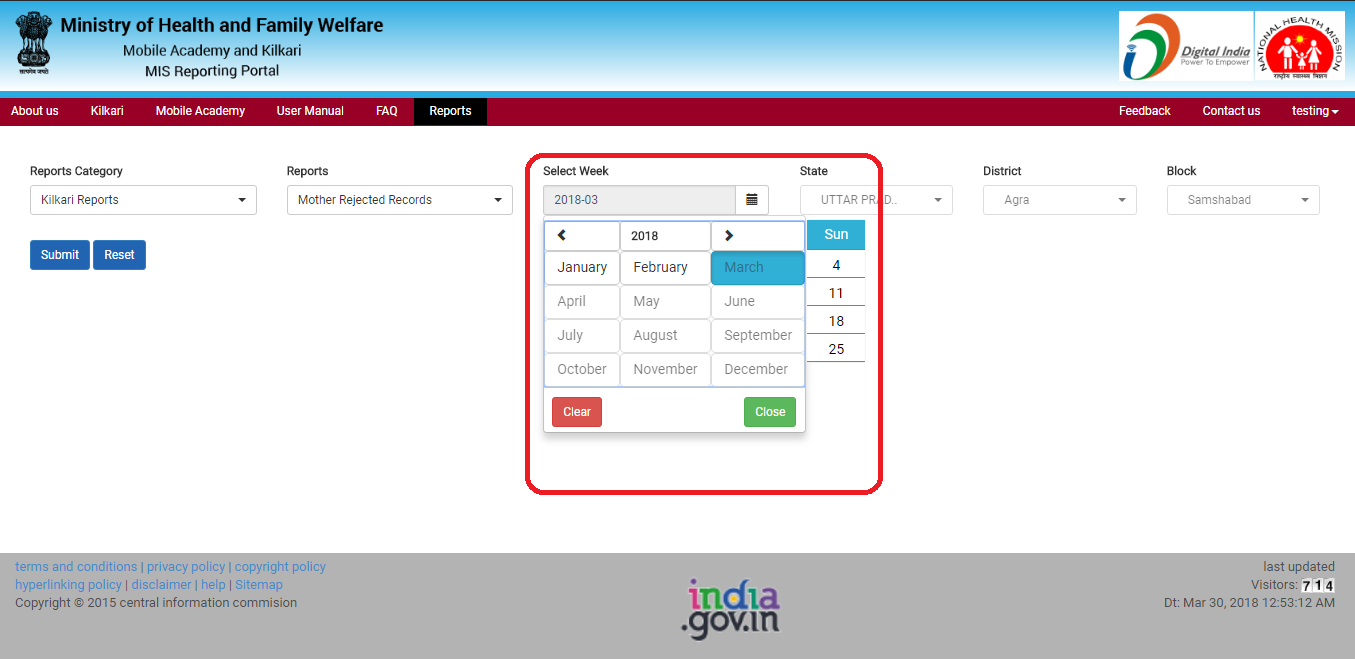 Ministry of Health and Family Welfare
Mobile Academy and Kilkari
MIS Reporting Portal
Digital India
Power To Empower
NATIONAL HEALTH MISSION
राष्ट्रीय स्वास्थ्य मिशन
सत्यमेव जयते
About us Kilkari Mobile Academy User Manual FAQ Reports Feedback Contact us testing
Reports Category Reports Select Week State District Block
Kilkari Reports Mother Rejected Records 2018-03 UTTAR PRAD.. Agra Samshabad
Submit Reset
2018 Sun
January February March 4
April May June 11
July August September 18
October November December 25
Clear Close
terms and conditions | privacy policy | copyright policy
hyperlinking policy | disclaimer | help | Sitemap
Copyright © 2015 central information commision
india
.gov.in
last updated
Visitors: 714
Dt: Mar 30, 2018 12:53:12 AM